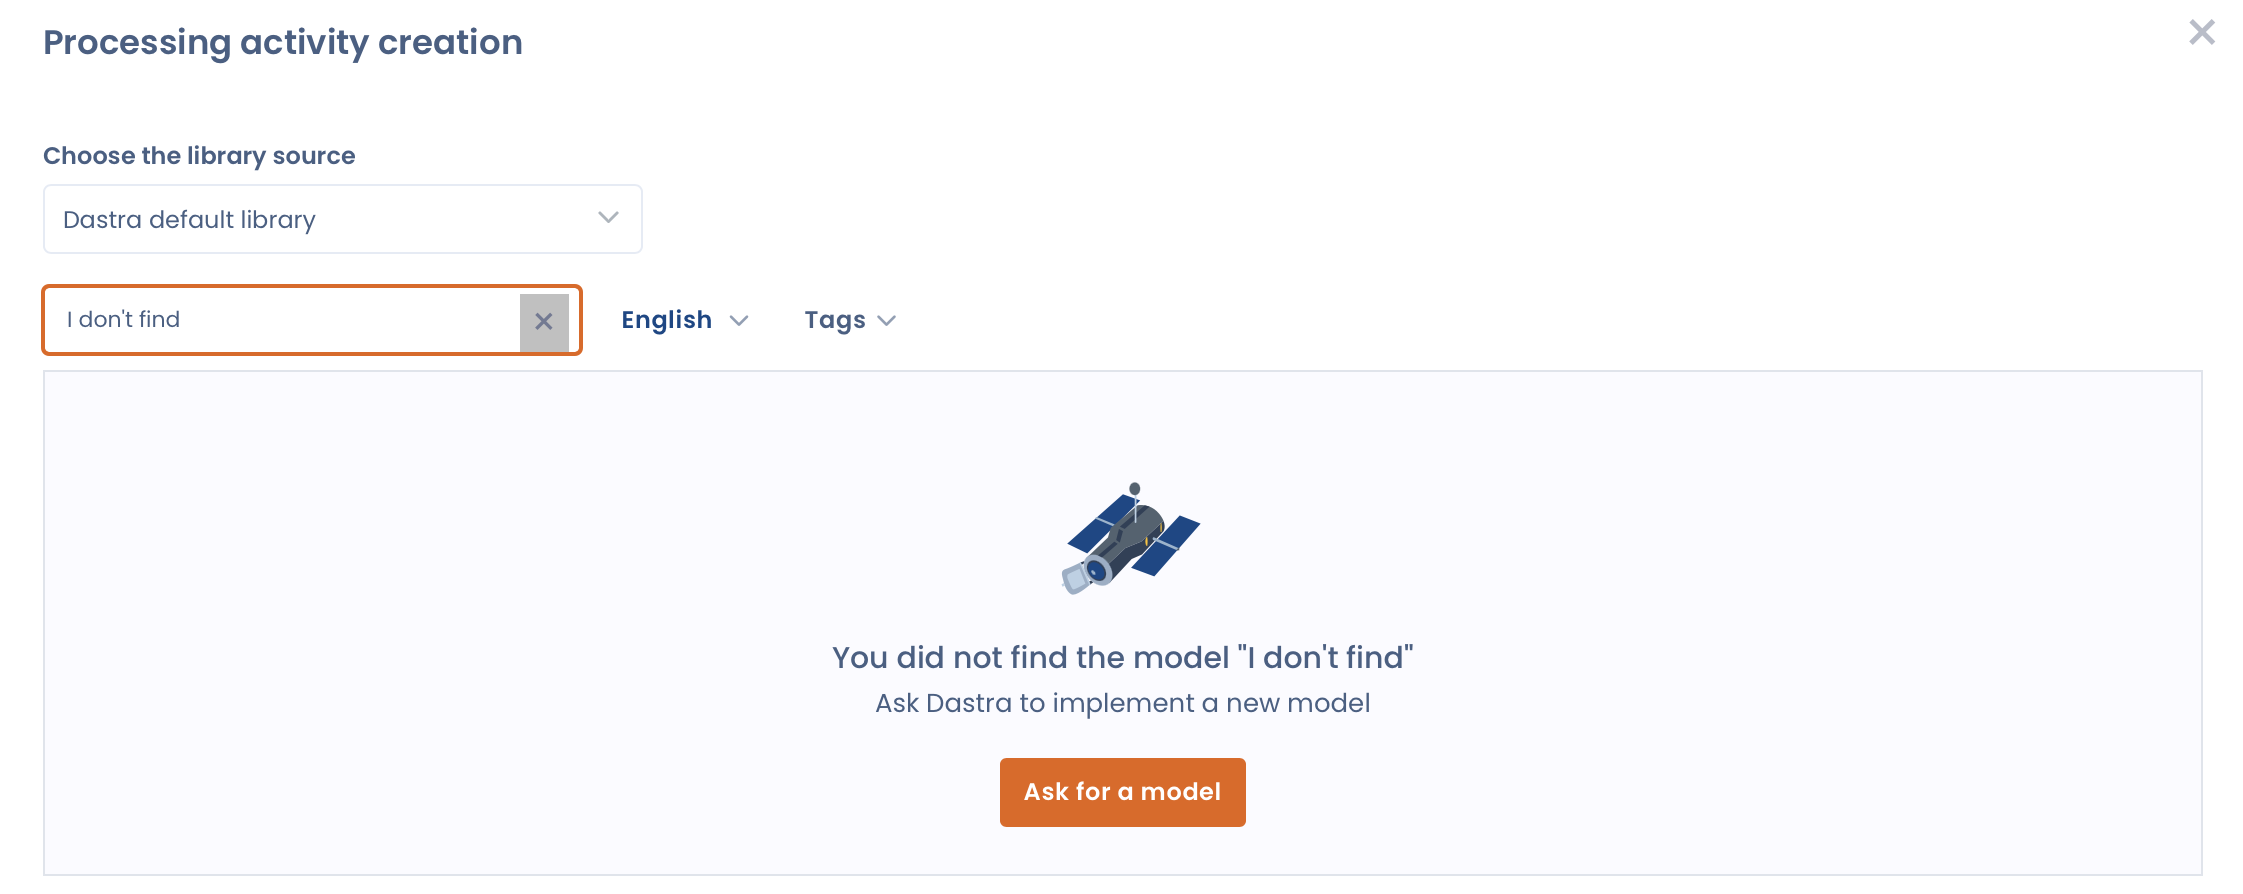 Processing activity creation
Choose the library source
Dastra default library
I don't find
English
Tags
You did not find the model "I don't find"
Ask Dastra to implement a new model
Ask for a model